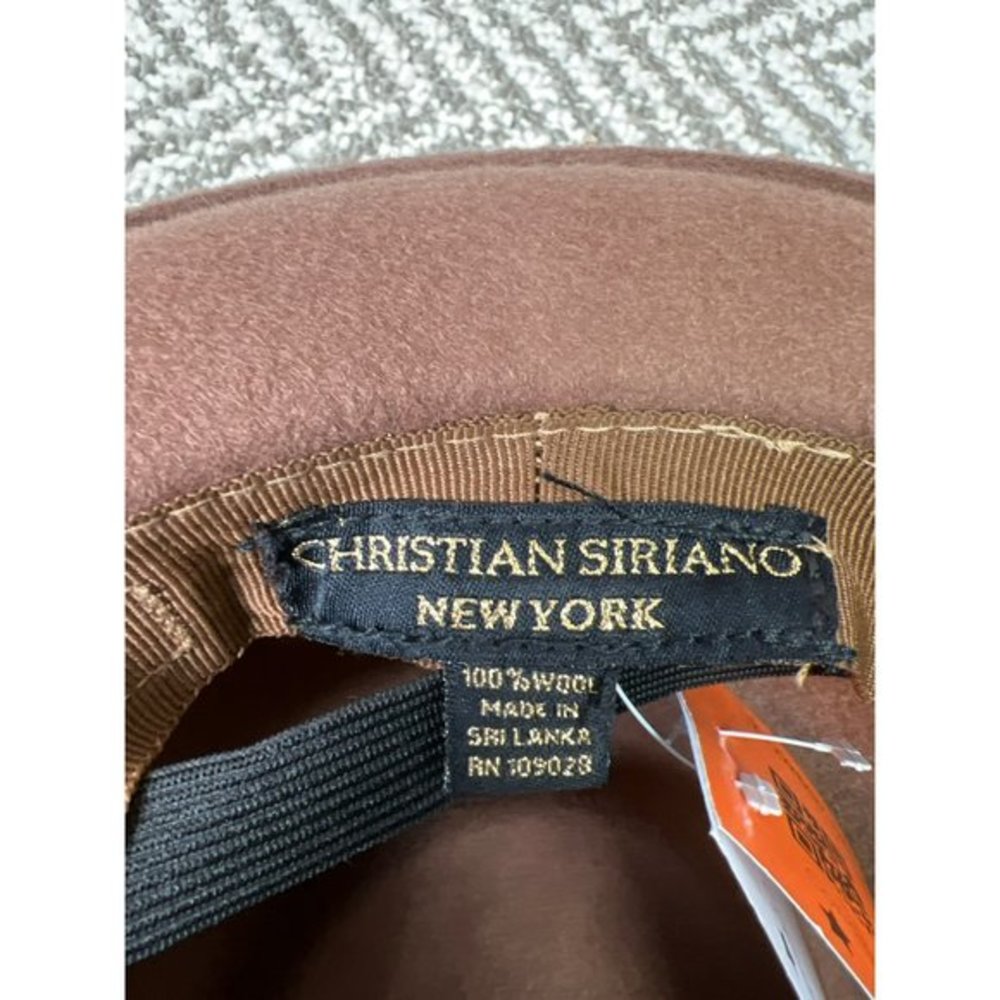 CHRISTIAN SIRIANO
NEW YORK
100% WOOL
MADE IN
SRI LANKA
RN 109028